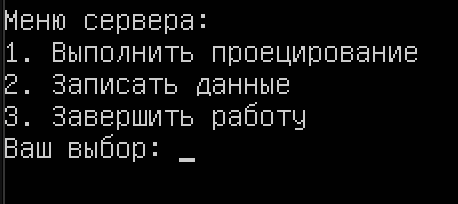 Меню сервера:
1. Выполнить проецирование
2. Записать данные
3. Завершить работу
Ваш выбор: _